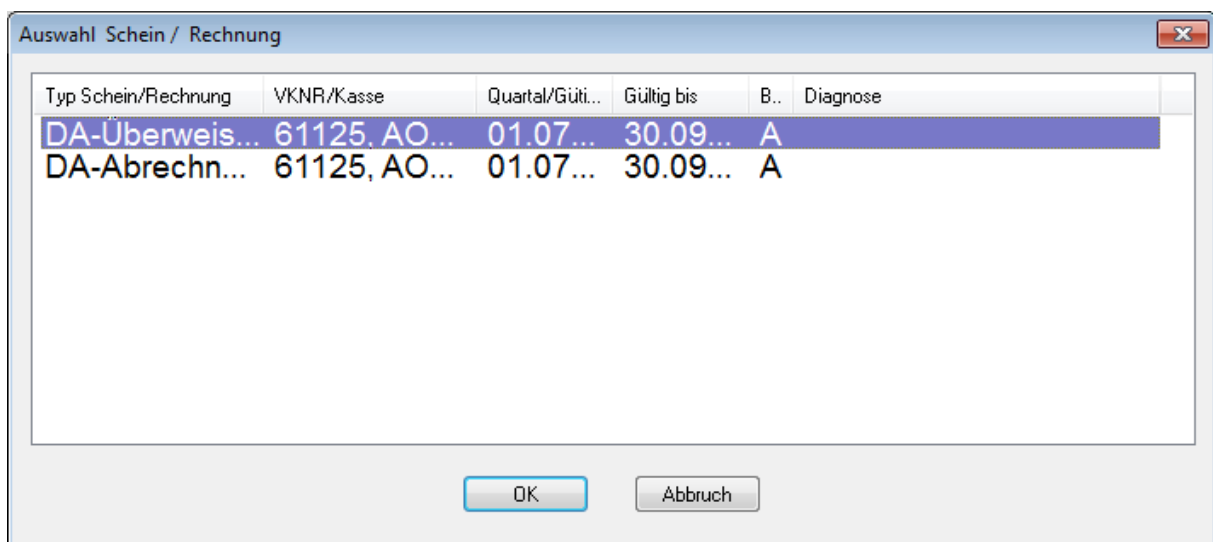 Auswahl Schein / Rechnung
Typ Schein/Rechnung VKNR/Kasse Quartal/Güti... Gültig bis B.. Diagnose
DA-Überweis... 61125, AO... 01.07... 30.09... A
DA-Abrechn... 61125, AO... 01.07... 30.09... A
OK Abbruch